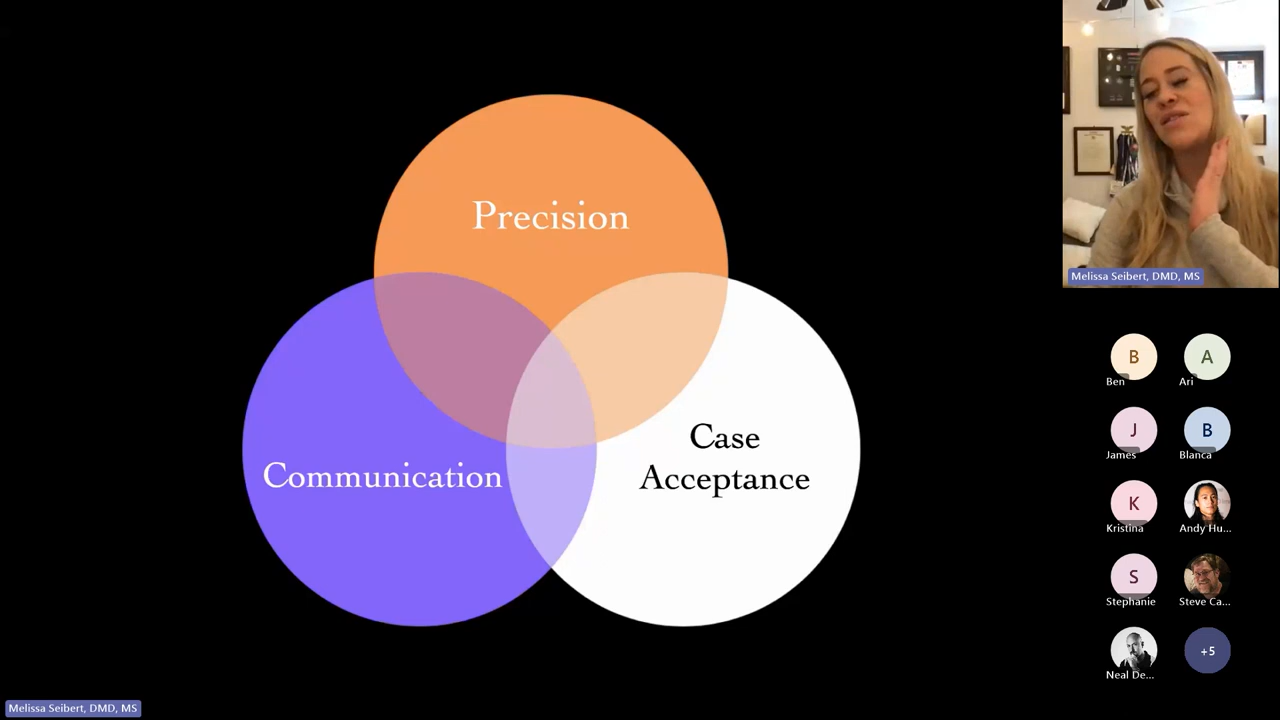 Precision
Communication
Case
Acceptance
Melissa Seibert, DMD, MS
B
Ben
A
Ari
J
James
B
Blanca
K
Kristina
Andy Hu...
S
Stephanie
Steve Ca...
Neal De...
+5
Melissa Seibert, DMD, MS